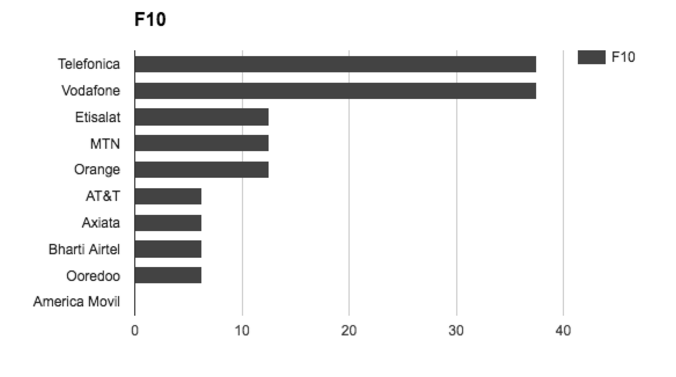 F10
Telefonica
F10
Vodafone
Etisalat
MTN
Orange
AT&T
Axiata
Bharti Airtel
Ooredoo
America Movil
0 10 20 30 40